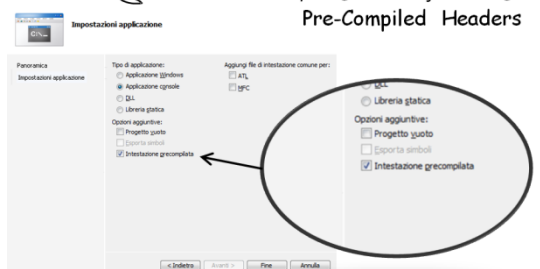 Pre-Compiled Headers
Impostazioni applicazione
Panoramica
Impostazioni applicazione
Tipo di applicazione:
Applicazione Windows
Applicazione console
DLL
Libreria statica
Opzioni aggiuntive:
Progetto vuoto
Esporta simboli
Intestazione precompilata
Aggiungi file di intestazione comune per:
ATL
MFC
DLL
Libreria statica
Opzioni aggiuntive:
Progetto vuoto
Esporta simboli
Intestazione precompilata
< Indietro
Avanti >
Fine
Annulla